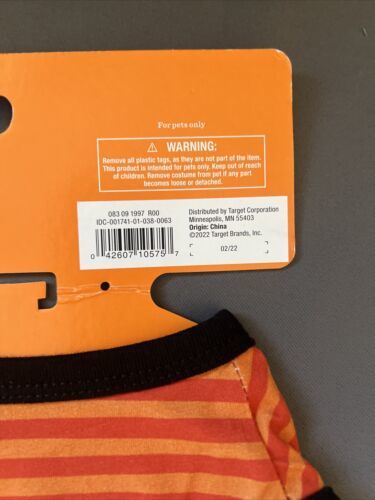 For pets only
⚠ WARNING:
Remove all plastic tags, as they are not part of the item.
This product is intended for pets only. Keep out of reach
of children. Remove costume from pet if any part
becomes loose or detached.
083 09 1997 R00
IDC-001741-01-038-0063
0 42607 10575 7
Distributed by Target Corporation
Minneapolis, MN 55403
Origin: China
©2022 Target Brands, Inc.
02/22